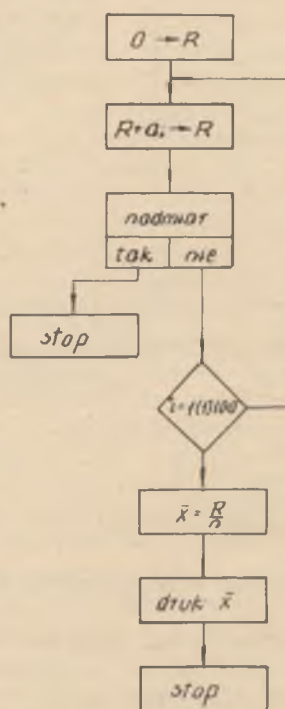 0 → R
R + aᵢ → R
nadmiar
tak nie
stop
i=1(1)100
x̄ = R/n
druk x̄
stop